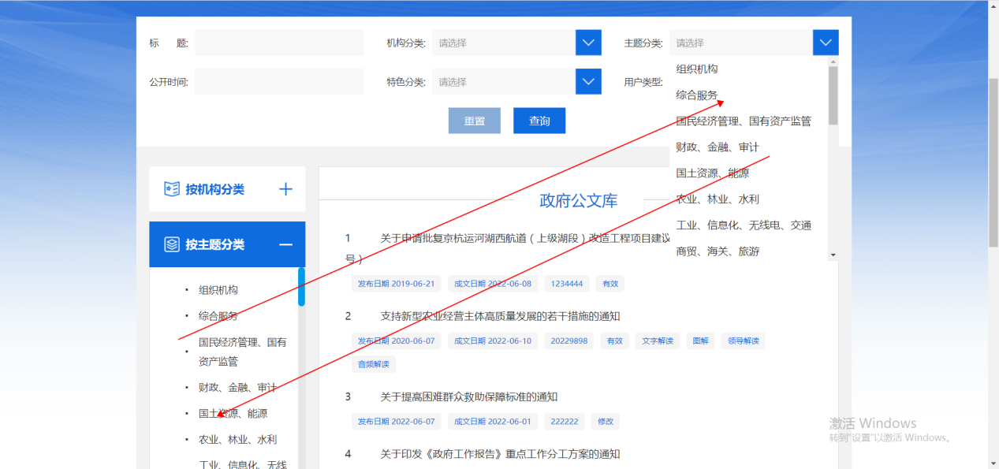 标 题:
机构分类: 请选择
主题分类: 请选择
公开时间:
特色分类: 请选择
用户类型:
组织机构
综合服务
国民经济管理、国有资产监管
财政、金融、审计
国土资源、能源
农业、林业、水利
工业、信息化、无线电、交通
商贸、海关、旅游
重置 查询
按机构分类
按主题分类
组织机构
综合服务
国民经济管理、国有
资产监管
财政、金融、审计
国土资源、能源
农业、林业、水利
工业、信息化、无线
政府公文库
1 关于申请批复京杭运河湖西航道（上级湖段）改造工程项目建议
号）
发布日期 2019-06-21 成文日期 2022-06-08 1234444 有效
2 支持新型农业经营主体高质量发展的若干措施的通知
发布日期 2020-06-07 成文日期 2022-06-10 20229898 有效 文字解读 图解 领导解读
音频解读
3 关于提高困难群众救助保障标准的通知
发布日期 2022-06-07 成文日期 2022-06-01 222222 修改
4 关于印发《政府工作报告》重点工作分工方案的通知
激活 Windows
转到"设置"以激活 Windows。